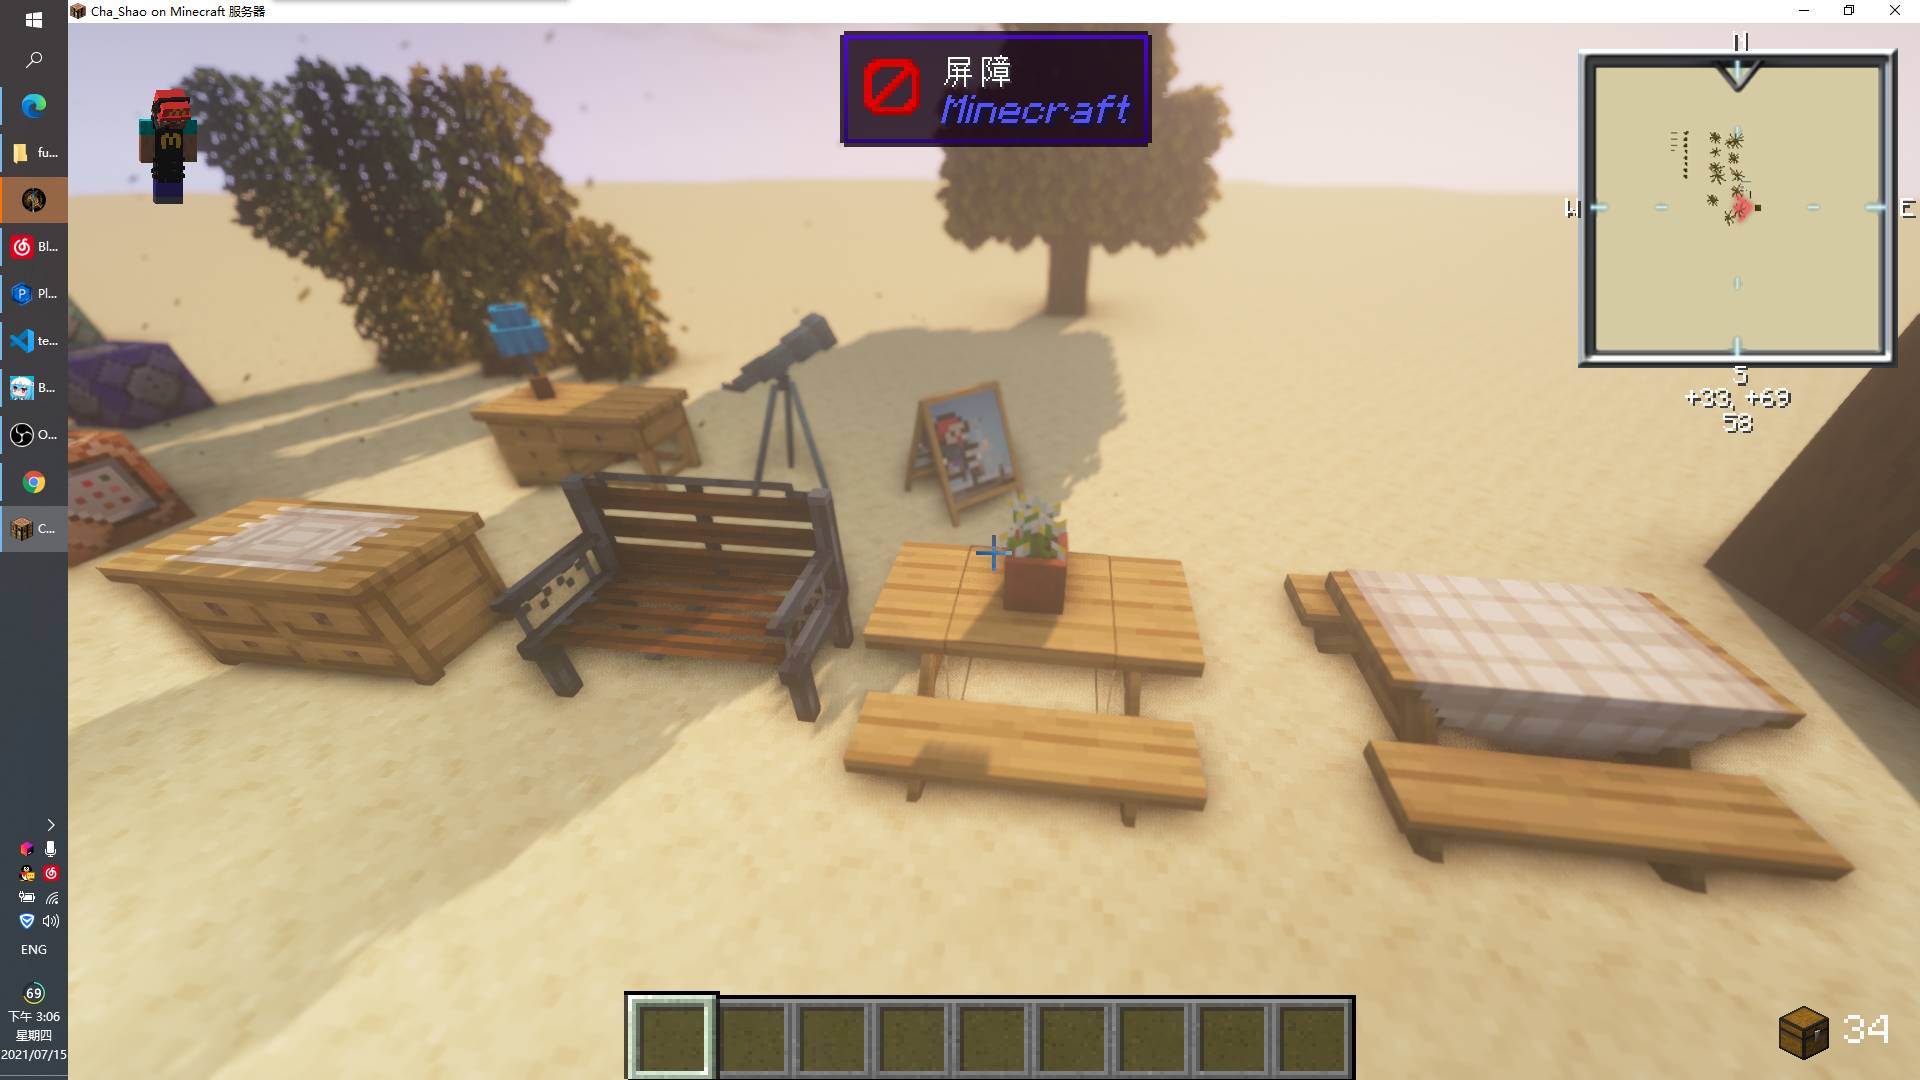 Cha_Shao on Minecraft 服务器
fu...
Bl...
Pl...
te...
B...
O...
C...
ENG
69
下午 3:06
星期四
2021/07/15
屏障
Minecraft
N
W
E
S
+33, +69
58
34